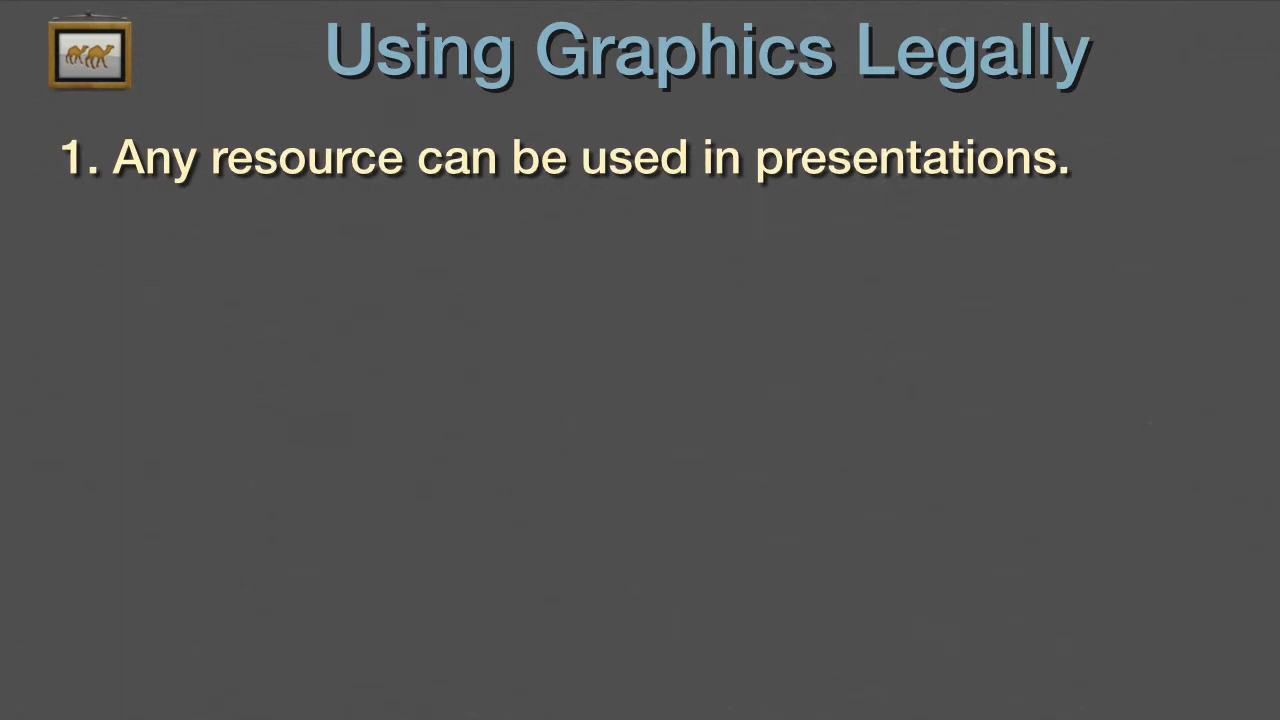 Using Graphics Legally
1. Any resource can be used in presentations.